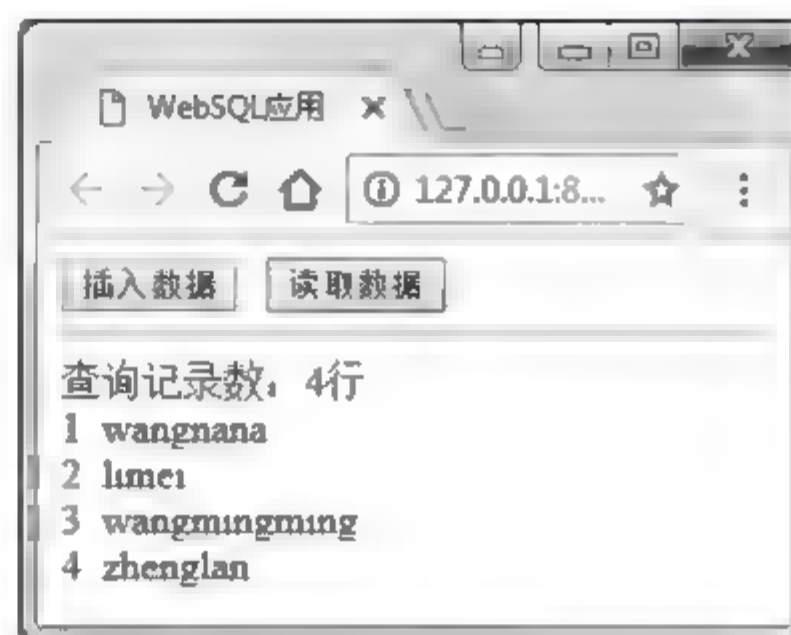 WebSQL应用
127.0.0.1:8...
插入数据 读取数据
查询记录数：4行
1 wangnana
2 limei
3 wangmingming
4 zhenglan